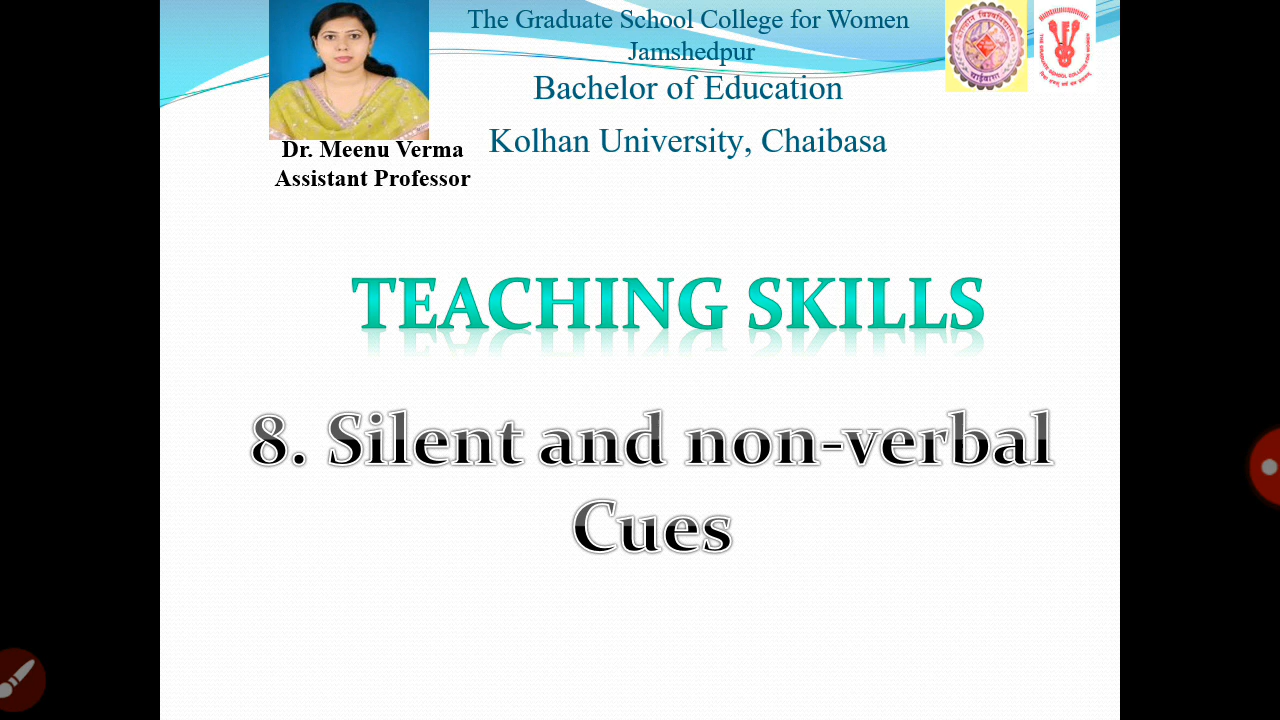 The Graduate School College for Women
Jamshedpur
Bachelor of Education
Kolhan University, Chaibasa
Dr. Meenu Verma
Assistant Professor
TEACHING SKILLS
8. Silent and non-verbal
Cues